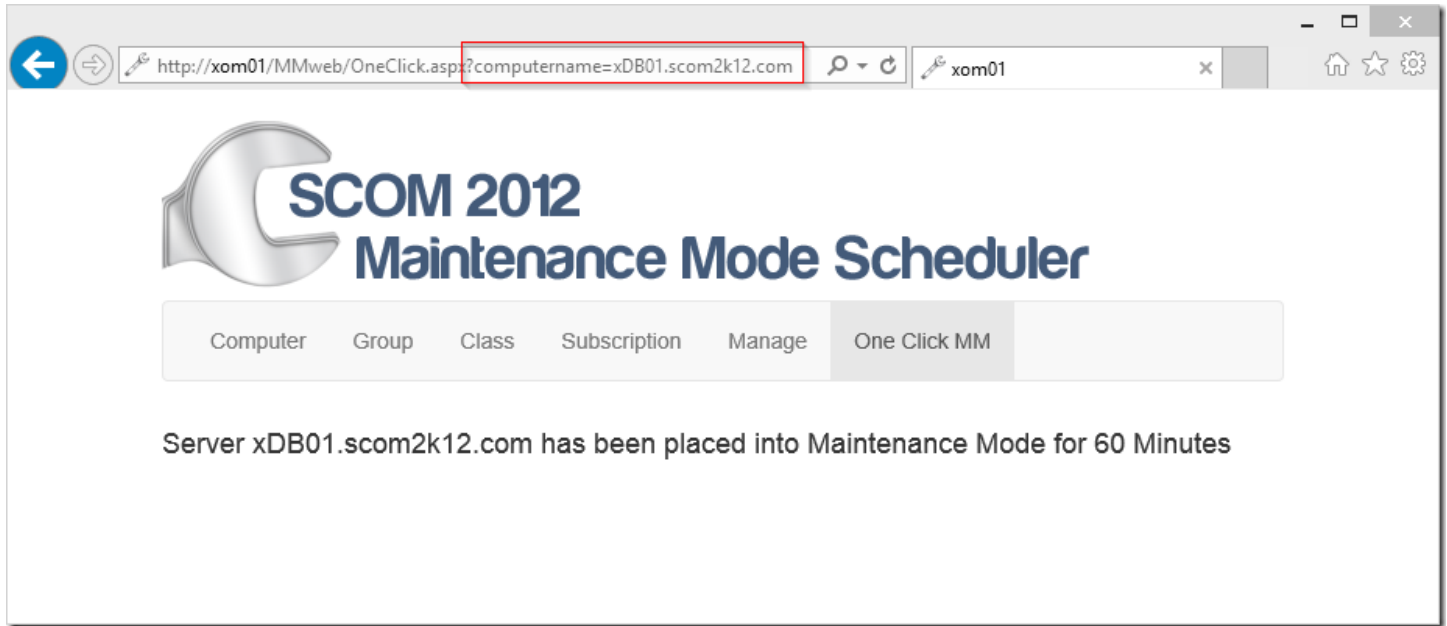 http://xom01/MMweb/OneClick.aspx?computername=xDB01.scom2k12.com
xom01
SCOM 2012
Maintenance Mode Scheduler
Computer Group Class Subscription Manage One Click MM
Server xDB01.scom2k12.com has been placed into Maintenance Mode for 60 Minutes